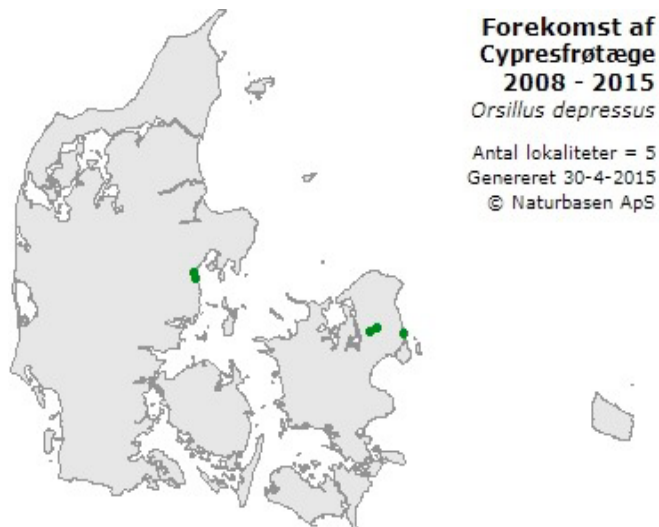 Forekomst af
Cypresfrøtæge
2008 - 2015
Orsillus depressus
Antal lokaliteter = 5
Genereret 30-4-2015
© Naturbasen ApS